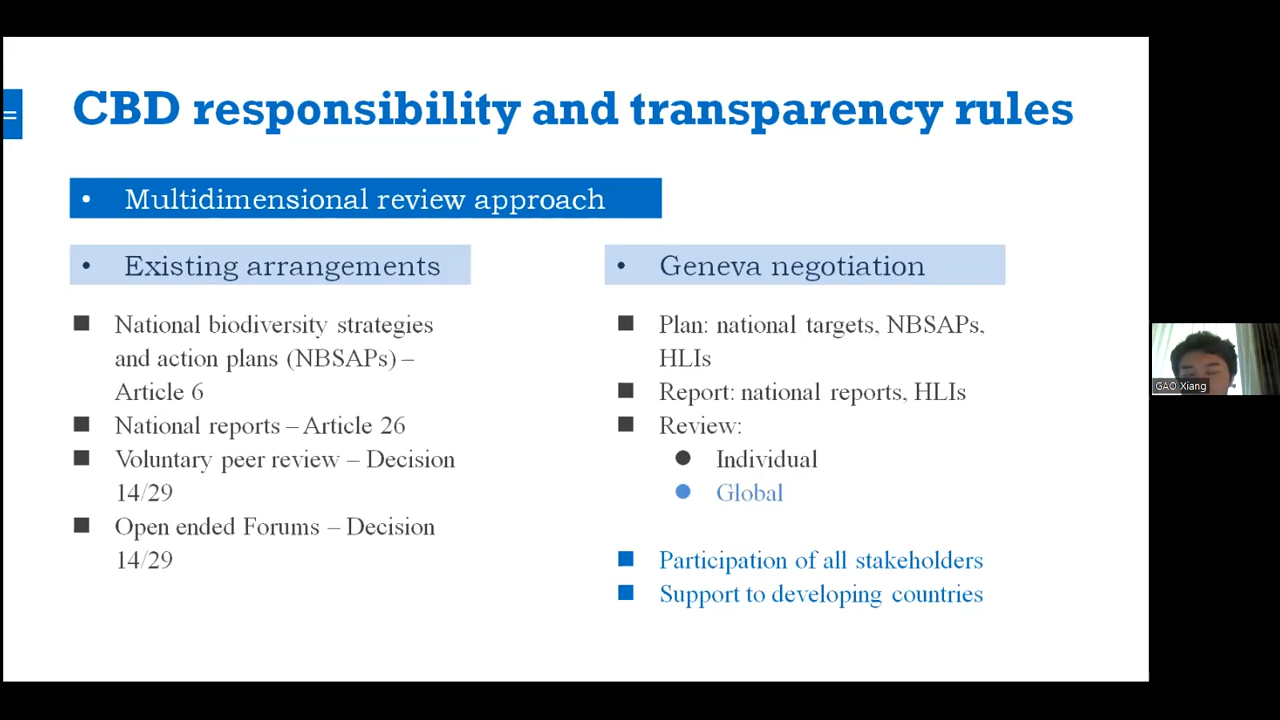 CBD responsibility and transparency rules
• Multidimensional review approach
• Existing arrangements
National biodiversity strategies
and action plans (NBSAPs) –
Article 6
National reports – Article 26
Voluntary peer review – Decision
14/29
Open ended Forums – Decision
14/29
• Geneva negotiation
Plan: national targets, NBSAPs,
HLIs
Report: national reports, HLIs
Review:
Individual
Global
Participation of all stakeholders
Support to developing countries
GAO Xiang